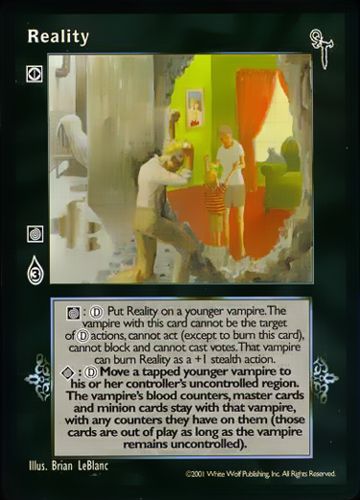 Reality
3
: D Put Reality on a younger vampire. The
vampire with this card cannot be the target
of D actions, cannot act (except to burn this card),
cannot block and cannot cast votes. That vampire
can burn Reality as a +1 stealth action.
: D Move a tapped younger vampire to
his or her controller's uncontrolled region.
The vampire's blood counters, master cards
and minion cards stay with that vampire,
with any counters they have on them (those
cards are out of play as long as the vampire
remains uncontrolled).
Illus. Brian LeBlanc
©2001 White Wolf Publishing, Inc. All Rights Reserved.